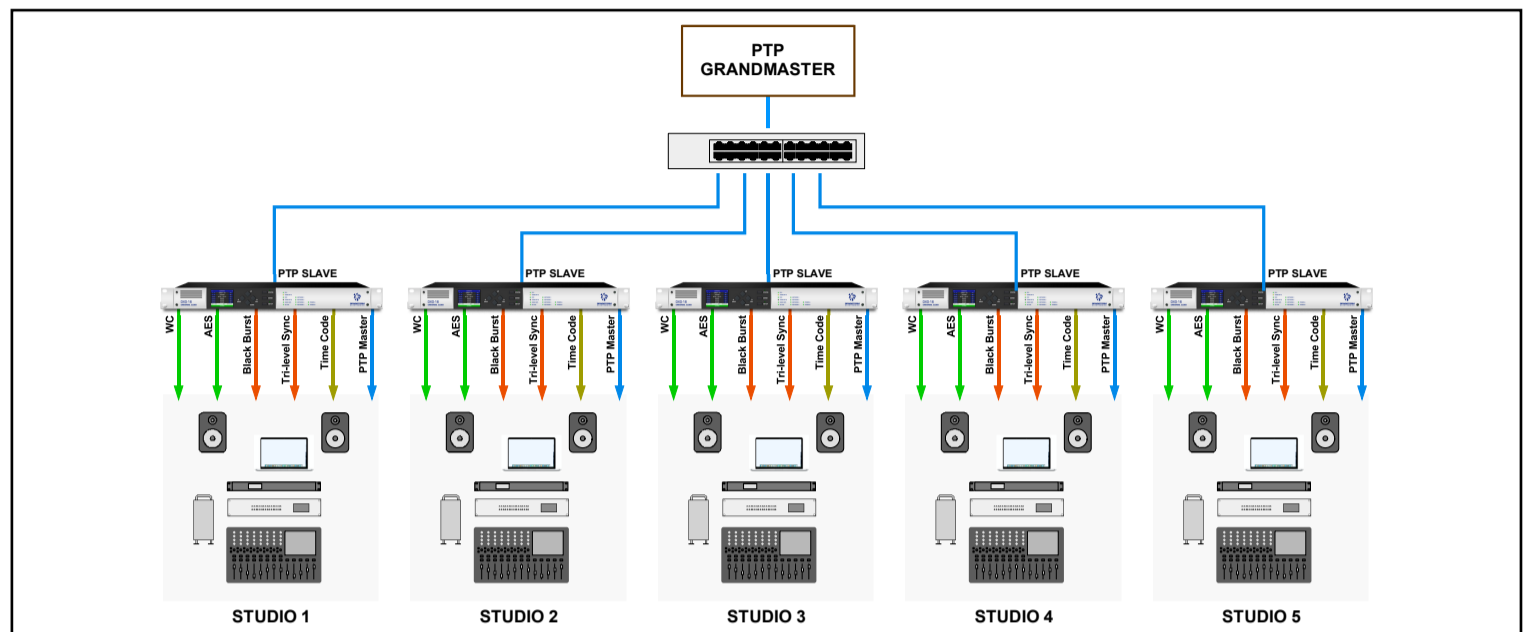 PTP
GRANDMASTER
PTP SLAVE
PTP SLAVE
PTP SLAVE
PTP SLAVE
PTP SLAVE
WC
AES
Black Burst
Tri-level Sync
Time Code
PTP Master
WC
AES
Black Burst
Tri-level Sync
Time Code
PTP Master
WC
AES
Black Burst
Tri-level Sync
Time Code
PTP Master
WC
AES
Black Burst
Tri-level Sync
Time Code
PTP Master
WC
AES
Black Burst
Tri-level Sync
Time Code
PTP Master
STUDIO 1
STUDIO 2
STUDIO 3
STUDIO 4
STUDIO 5